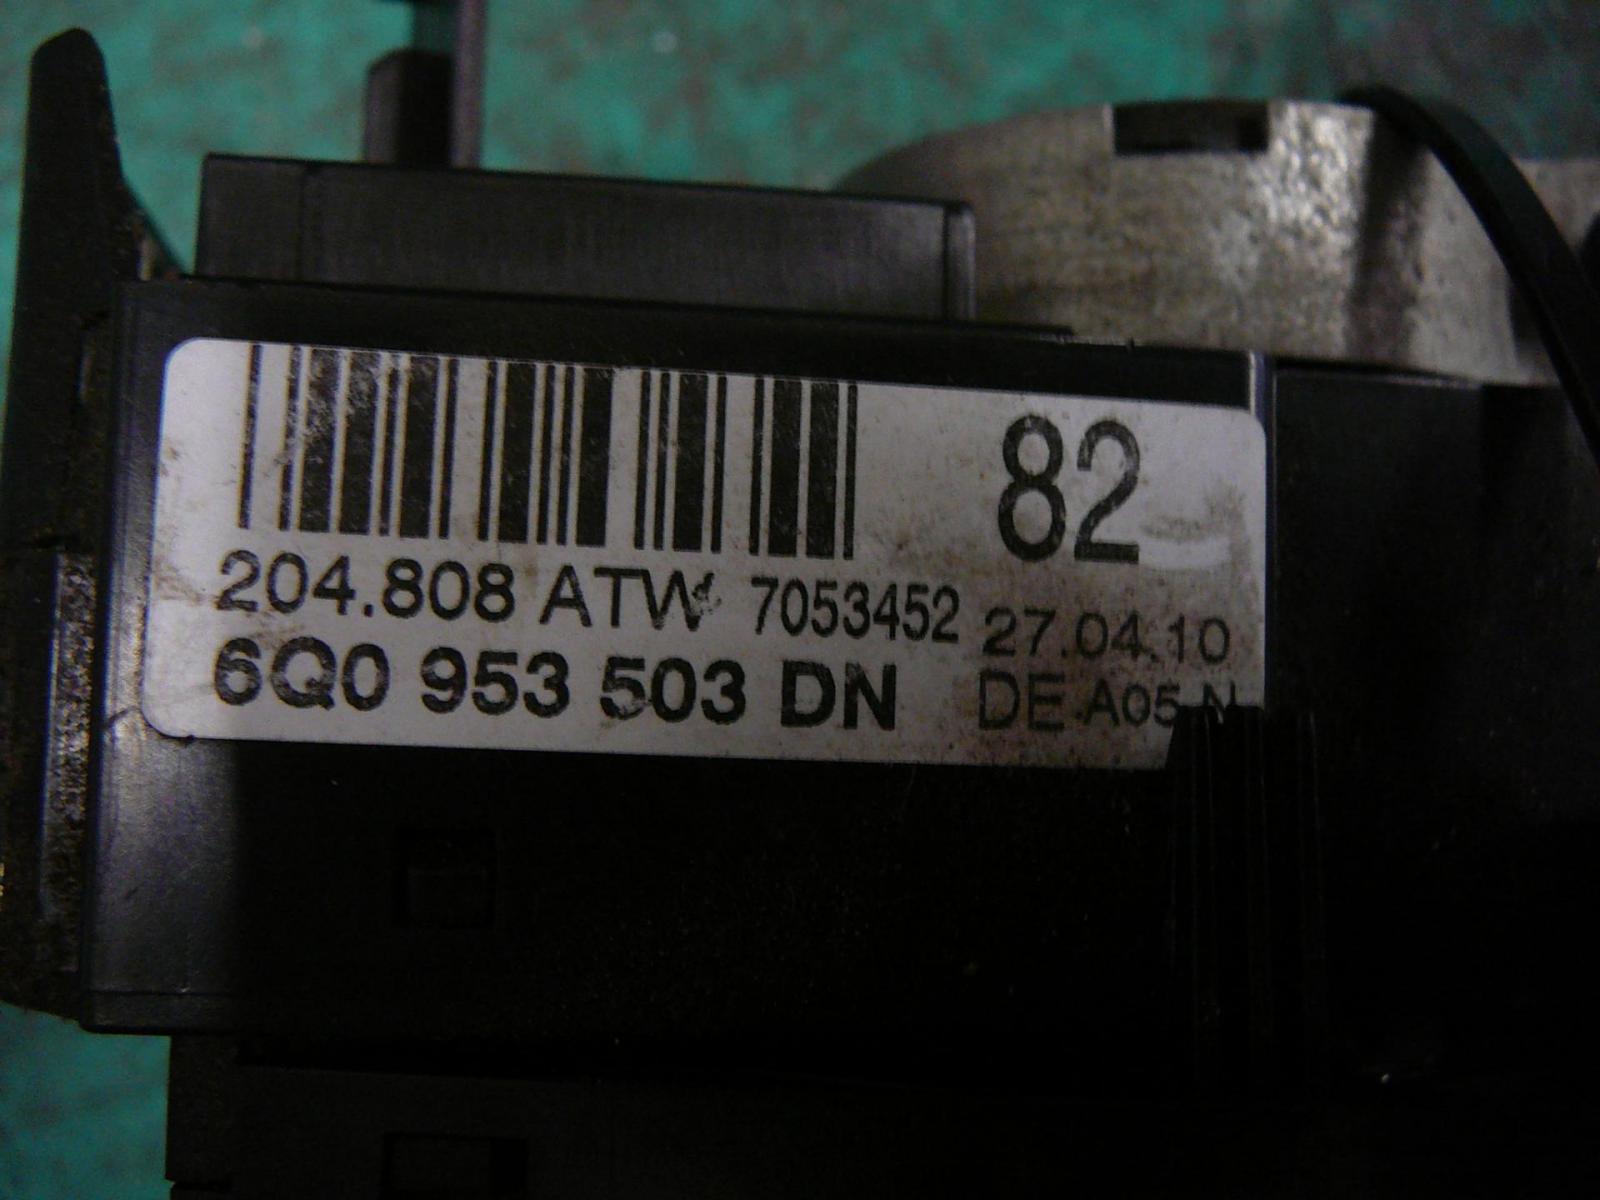 82
204.808 ATW 7053452 27.04.10
6Q0 953 503 DN DE A05 N